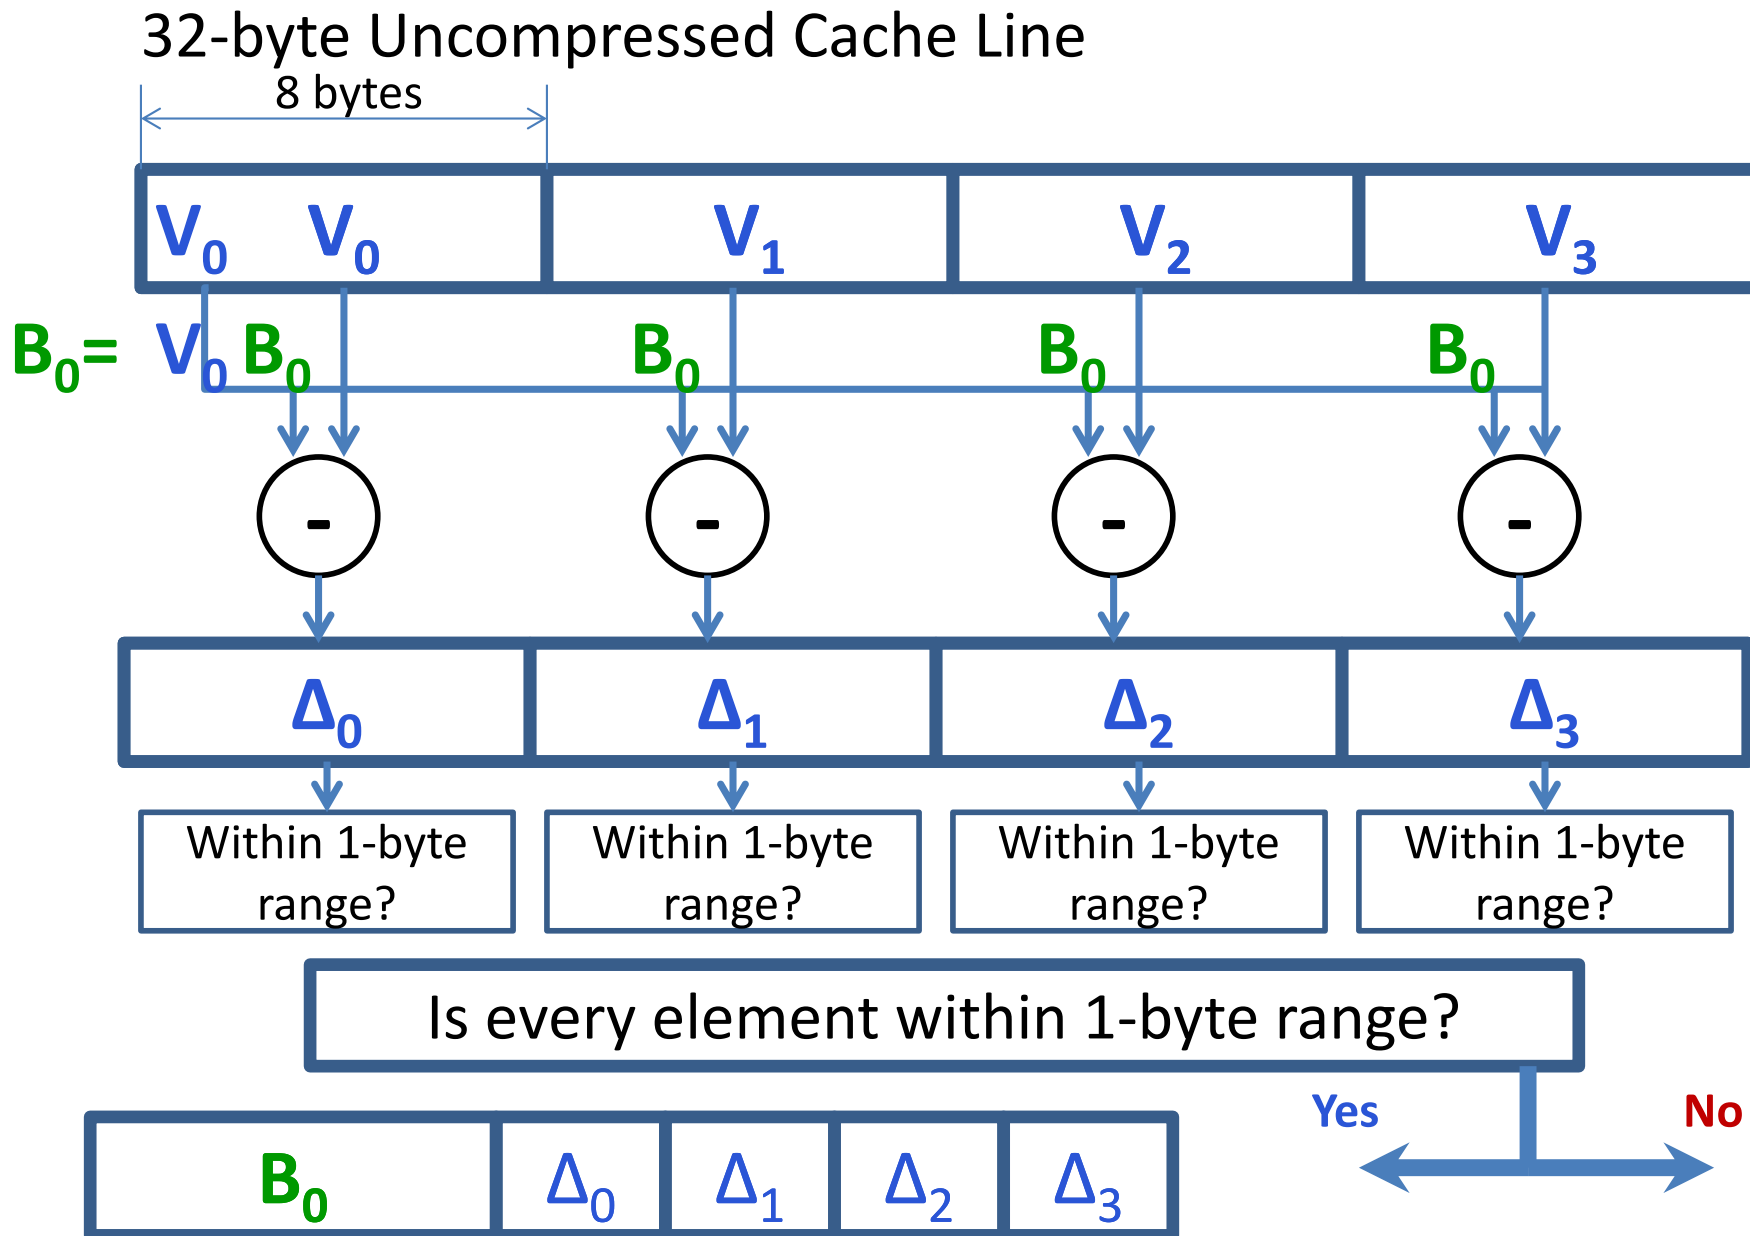 32-byte Uncompressed Cache Line
8 bytes
V₀ V₀ V₁ V₂ V₃
B₀= V₀ B₀ B₀ B₀ B₀
- - - -
Δ₀ Δ₁ Δ₂ Δ₃
Within 1-byte range?
Within 1-byte range?
Within 1-byte range?
Within 1-byte range?
Is every element within 1-byte range?
Yes No
B₀ Δ₀ Δ₁ Δ₂ Δ₃